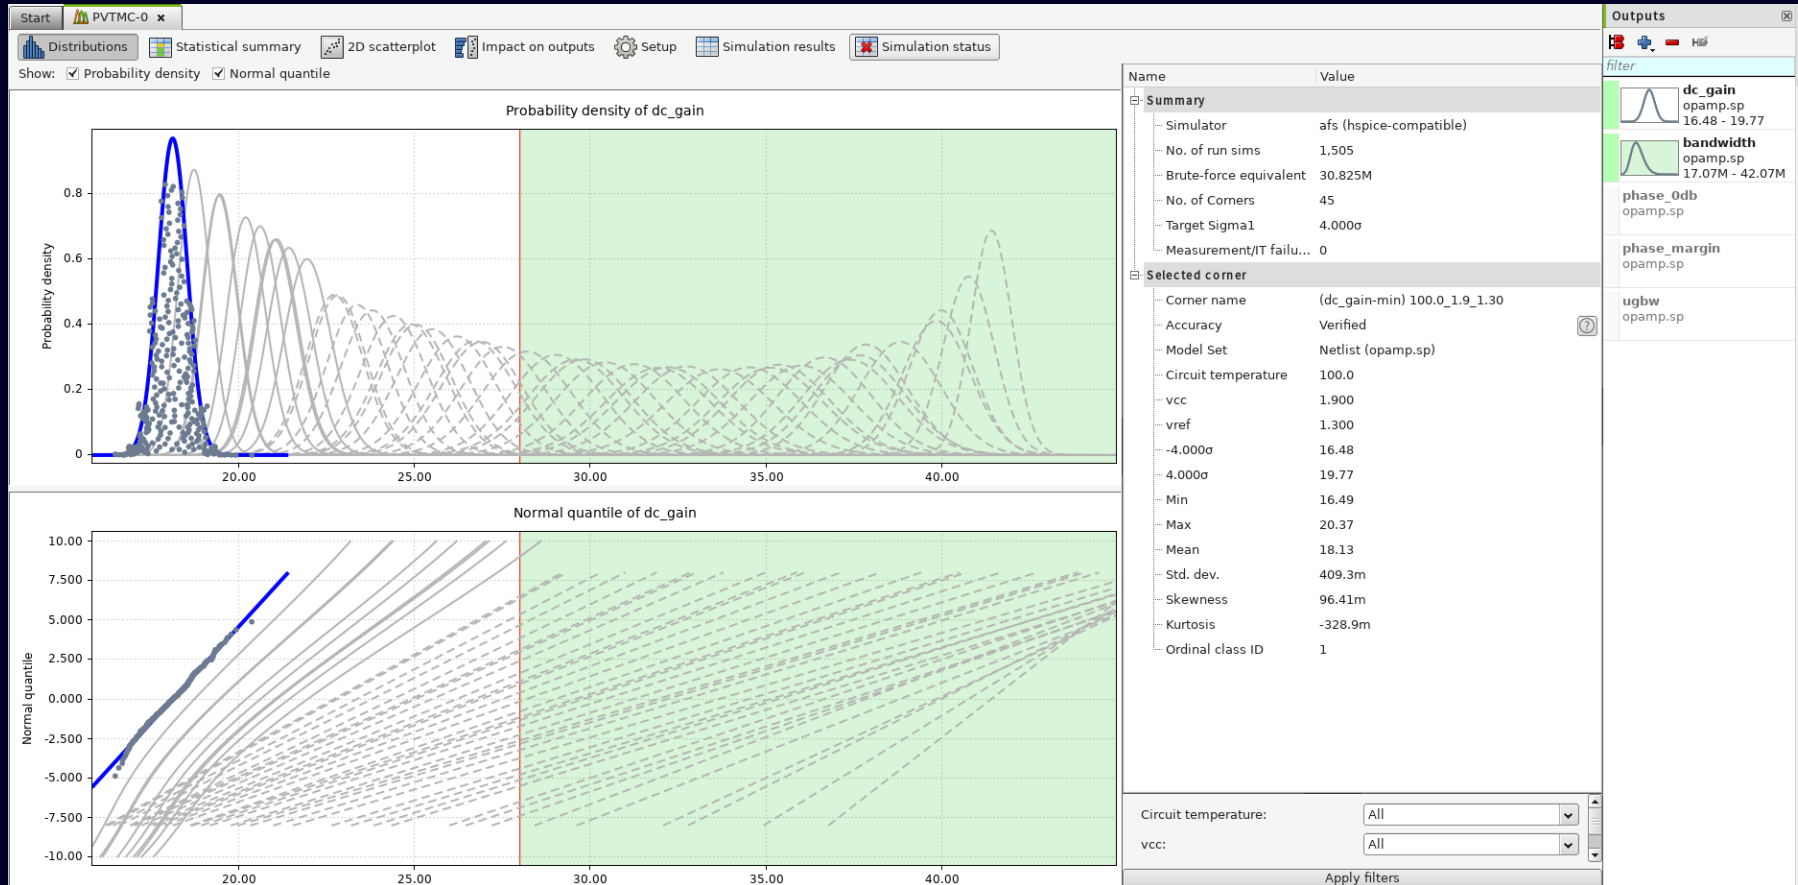 Start
PVTMC-0
Distributions
Statistical summary
2D scatterplot
Impact on outputs
Setup
Simulation results
Simulation status
Show:
Probability density
Normal quantile
Probability density of dc_gain
Probability density
0.8
0.6
0.4
0.2
0
20.00 25.00 30.00 35.00 40.00
Normal quantile of dc_gain
Normal quantile
10.00
7.500
5.000
2.500
0.000
-2.500
-5.000
-7.500
-10.00
20.00 25.00 30.00 35.00 40.00
Name Value
Summary
Simulator afs (hspice-compatible)
No. of run sims 1,505
Brute-force equivalent 30.825M
No. of Corners 45
Target Sigma1 4.000σ
Measurement/IT failu... 0
Selected corner
Corner name (dc_gain-min) 100.0_1.9_1.30
Accuracy Verified
Model Set Netlist (opamp.sp)
Circuit temperature 100.0
vcc 1.900
vref 1.300
-4.000σ 16.48
4.000σ 19.77
Min 16.49
Max 20.37
Mean 18.13
Std. dev. 409.3m
Skewness 96.41m
Kurtosis -328.9m
Ordinal class ID 1
Circuit temperature: All
vcc: All
Apply filters
Outputs
filter
dc_gain
opamp.sp
16.48 - 19.77
bandwidth
opamp.sp
17.07M - 42.07M
phase_0db
opamp.sp
phase_margin
opamp.sp
ugbw
opamp.sp